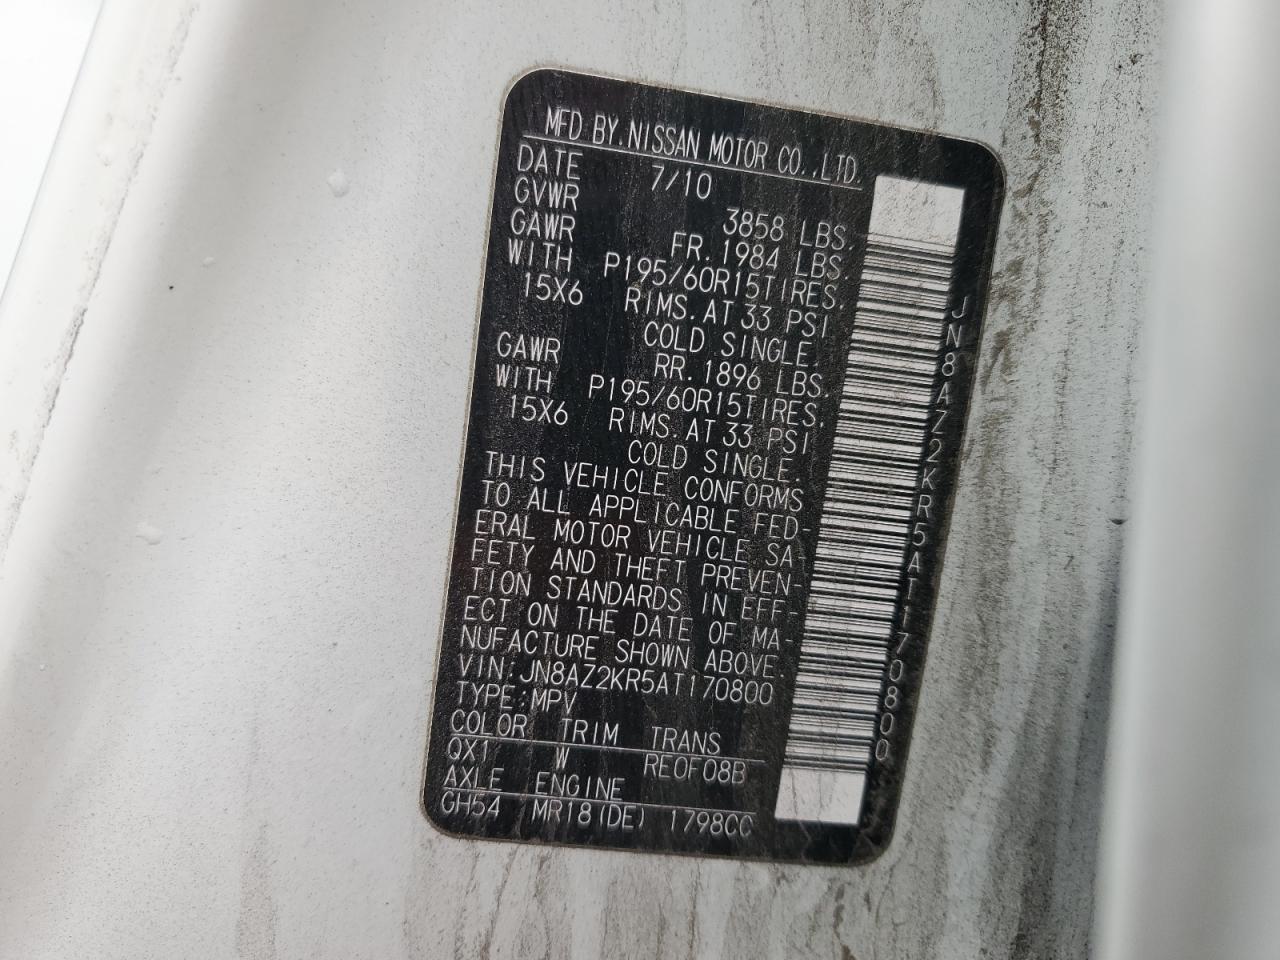 MFD BY.NISSAN MOTOR CO.,LTD.
DATE 7/10
GVWR 3858 LBS.
GAWR FR. 1984 LBS.
WITH P195/60R15TIRES.
15X6 RIMS. AT 33 PSI
COLD SINGLE.
GAWR RR. 1896 LBS.
WITH P195/60R15TIRES.
15X6 RIMS. AT 33 PSI
COLD SINGLE.
THIS VEHICLE CONFORMS
TO ALL APPLICABLE FED-
ERAL MOTOR VEHICLE SA-
FETY AND THEFT PREVEN-
TION STANDARDS IN EFF-
ECT ON THE DATE OF MA-
NUFACTURE SHOWN ABOVE.
VIN:JN8AZ2KR5AT170800
TYPE:MPV
COLOR TRIM TRANS
QX1 W RE0F08B
AXLE ENGINE
GH54 MR18(DE) 1798CC
JN8AZ2KR5AT170800